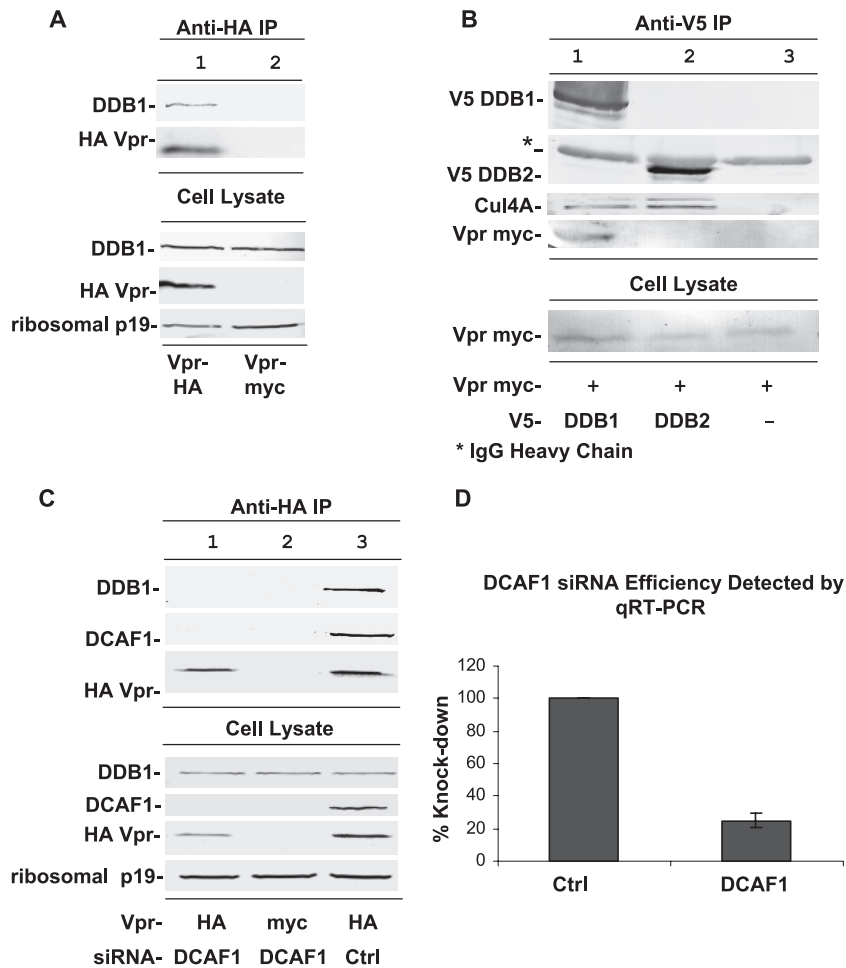 A
Anti-HA IP
1 2
DDB1-
HA Vpr-
Cell Lysate
DDB1-
HA Vpr-
ribosomal p19-
Vpr- Vpr-
HA myc
B
Anti-V5 IP
1 2 3
V5 DDB1-
*-
V5 DDB2-
Cul4A-
Vpr myc-
Cell Lysate
Vpr myc-
Vpr myc- + + +
V5- DDB1 DDB2 –
* IgG Heavy Chain
C
Anti-HA IP
1 2 3
DDB1-
DCAF1-
HA Vpr-
Cell Lysate
DDB1-
DCAF1-
HA Vpr-
ribosomal p19-
Vpr- HA myc HA
siRNA- DCAF1 DCAF1 Ctrl
D
DCAF1 siRNA Efficiency Detected by
qRT-PCR
% Knock-down
120
100
80
60
40
20
0
Ctrl DCAF1